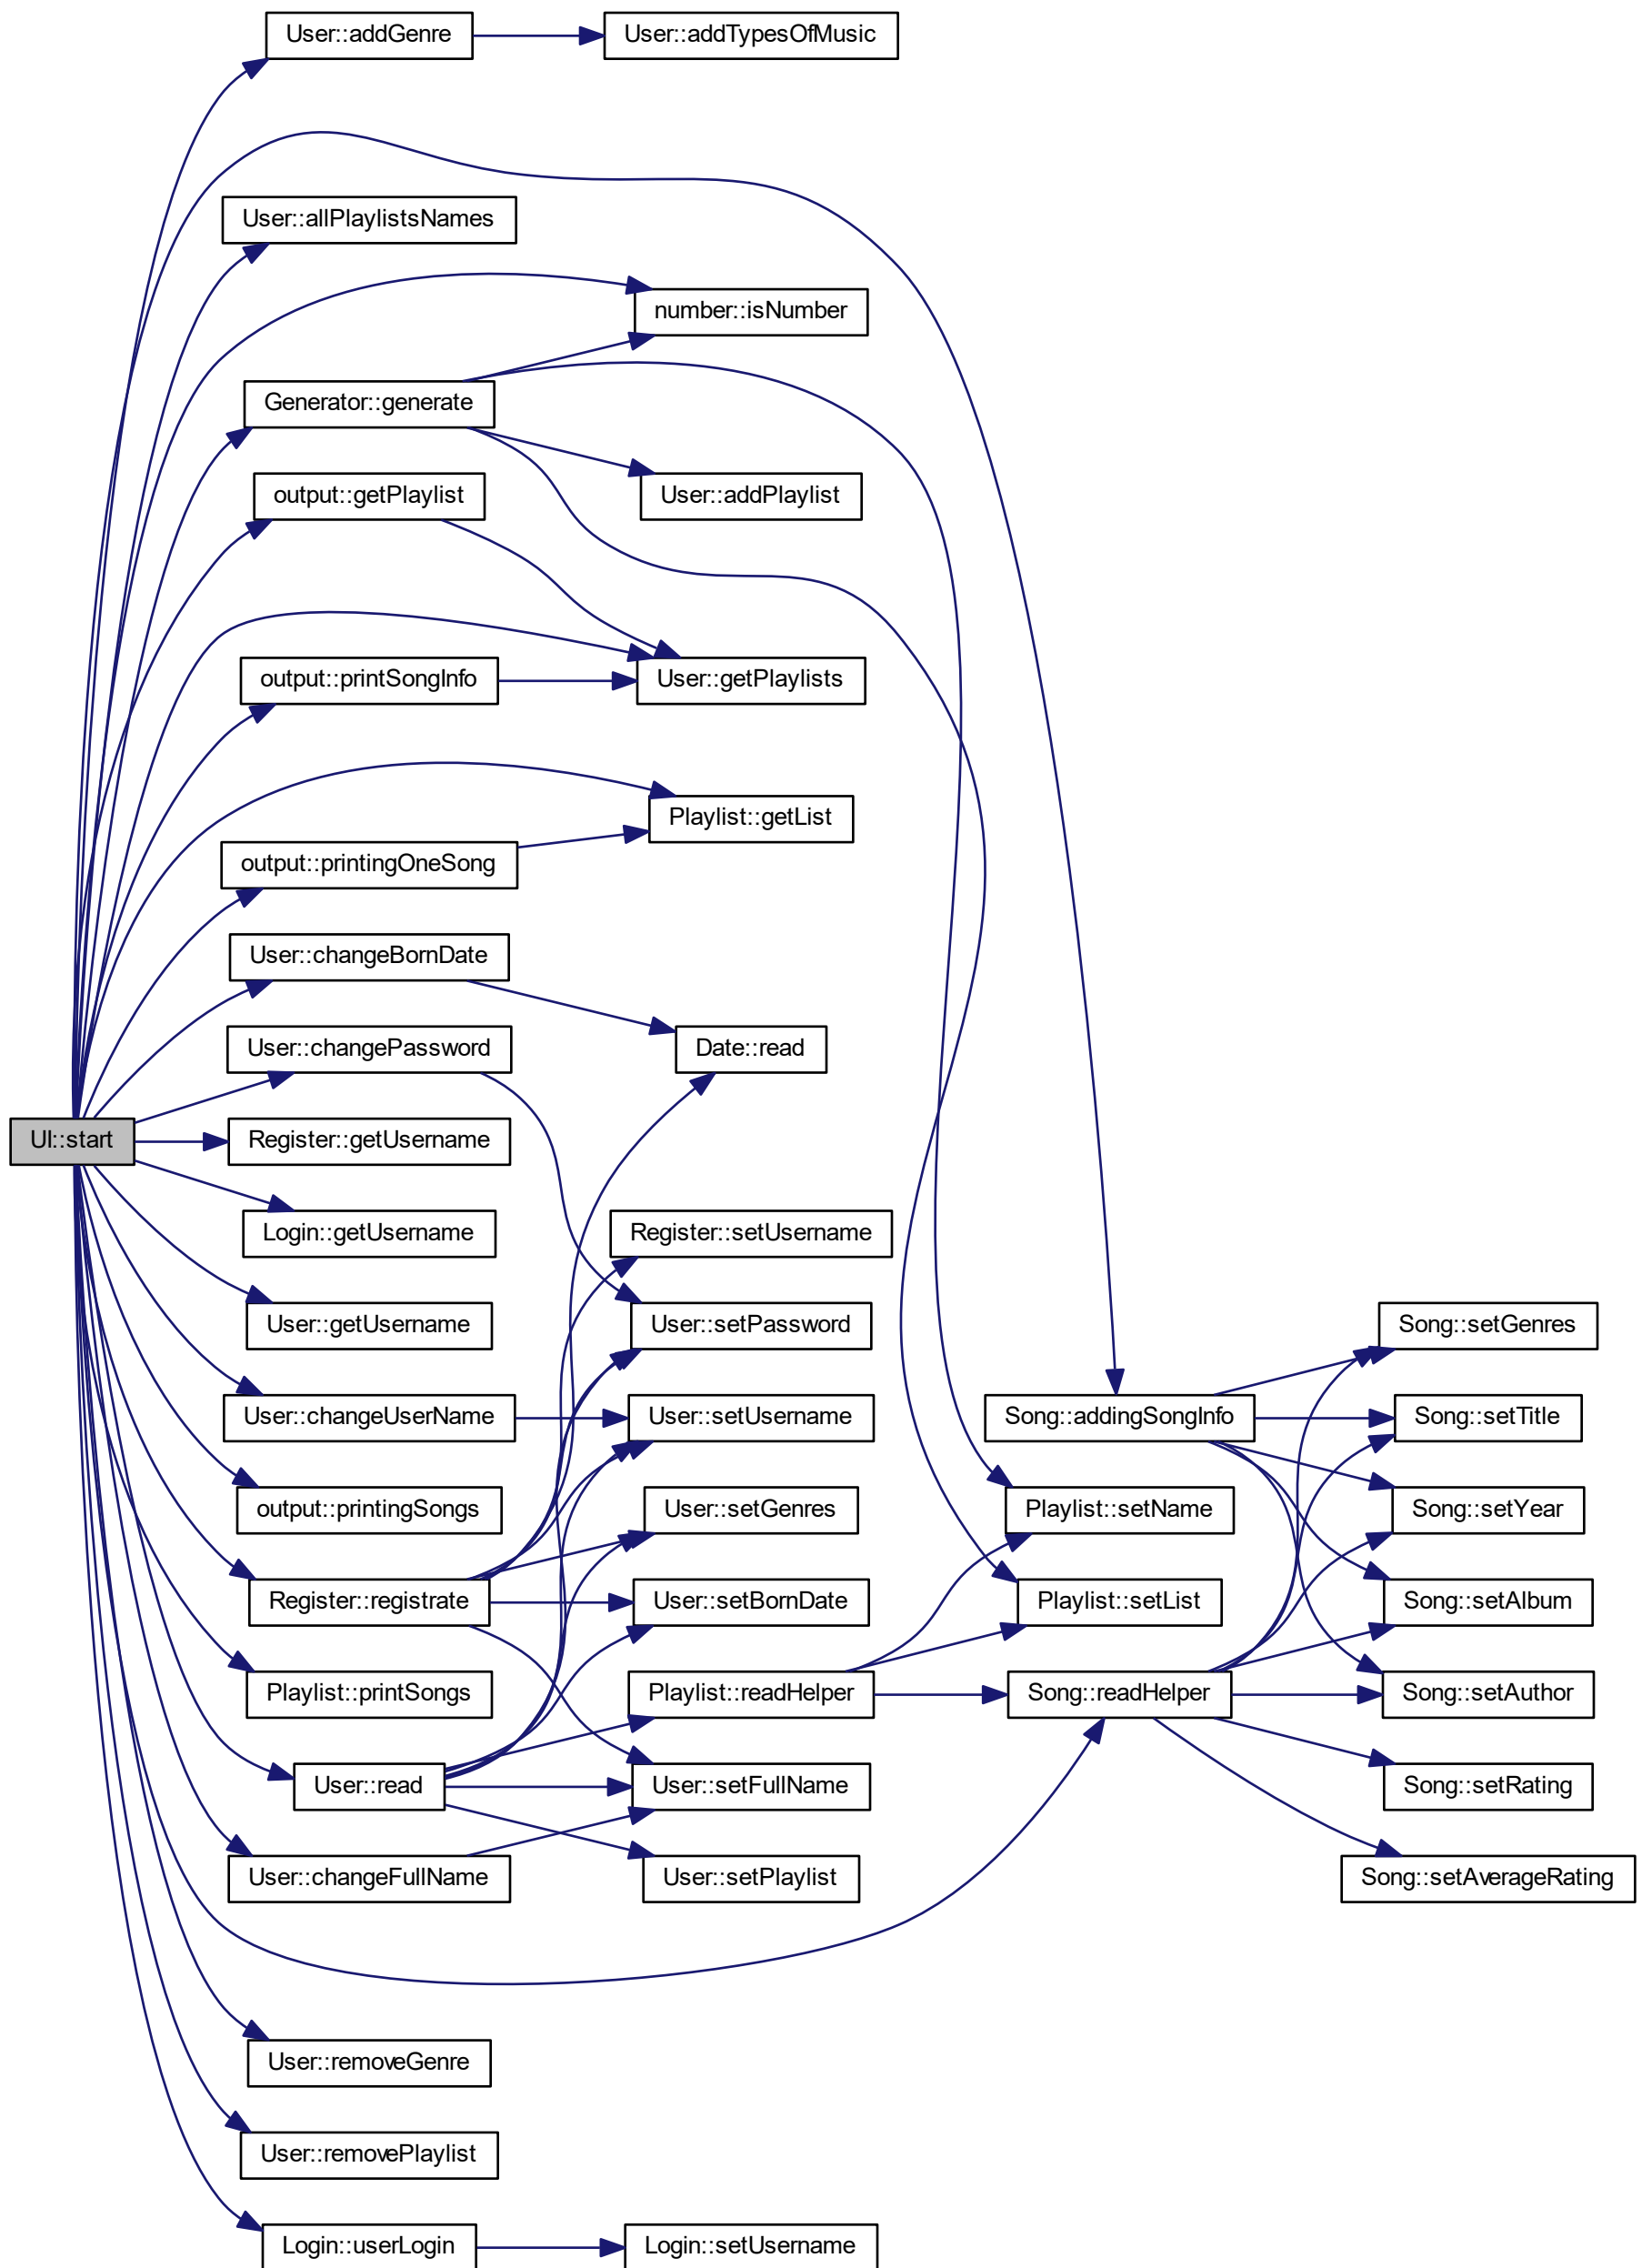 User::addGenre
User::addTypesOfMusic
User::allPlaylistsNames
number::isNumber
Generator::generate
output::getPlaylist
User::addPlaylist
output::printSongInfo
User::getPlaylists
Playlist::getList
output::printingOneSong
User::changeBornDate
User::changePassword
Date::read
UI::start
Register::getUsername
Login::getUsername
Register::setUsername
User::getUsername
User::setPassword
Song::setGenres
User::changeUserName
User::setUsername
Song::addingSongInfo
Song::setTitle
output::printingSongs
User::setGenres
Playlist::setName
Song::setYear
Register::registrate
User::setBornDate
Playlist::setList
Song::setAlbum
Playlist::printSongs
Playlist::readHelper
Song::readHelper
Song::setAuthor
User::read
User::setFullName
Song::setRating
User::changeFullName
User::setPlaylist
Song::setAverageRating
User::removeGenre
User::removePlaylist
Login::userLogin
Login::setUsername